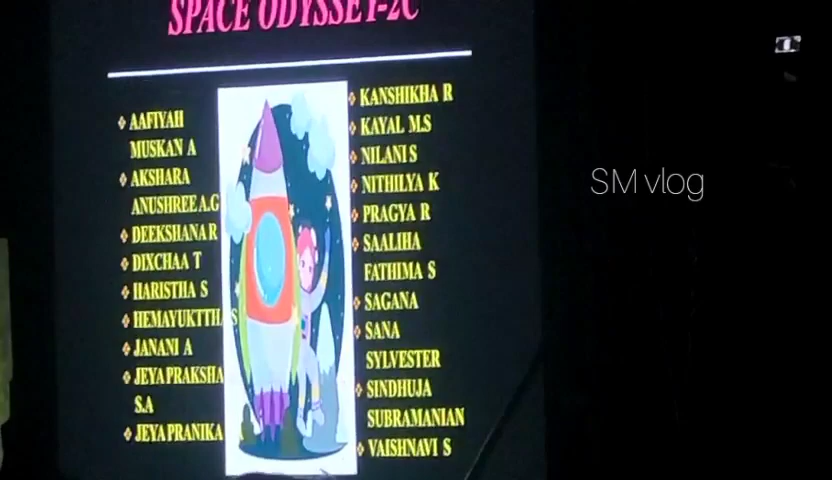 SPACE ODYSSEY-2C
AAFIYAH
MUSKAN A
AKSHARA
ANUSHREE A.G
DEEKSHANA R
DIXCHAA T
HARISTHA S
HEMAYUKTTHA S
JANANI A
JEYA PRAKSHA
S.A
JEYA PRANIKA
KANSHIKHA R
KAYAL M.S
NILANI S
NITHILYA K
PRAGYA R
SAALIHA
FATHIMA S
SAGANA
SANA
SYLVESTER
SINDHUJA
SUBRAMANIAN
VAISHNAVI S
SM vlog